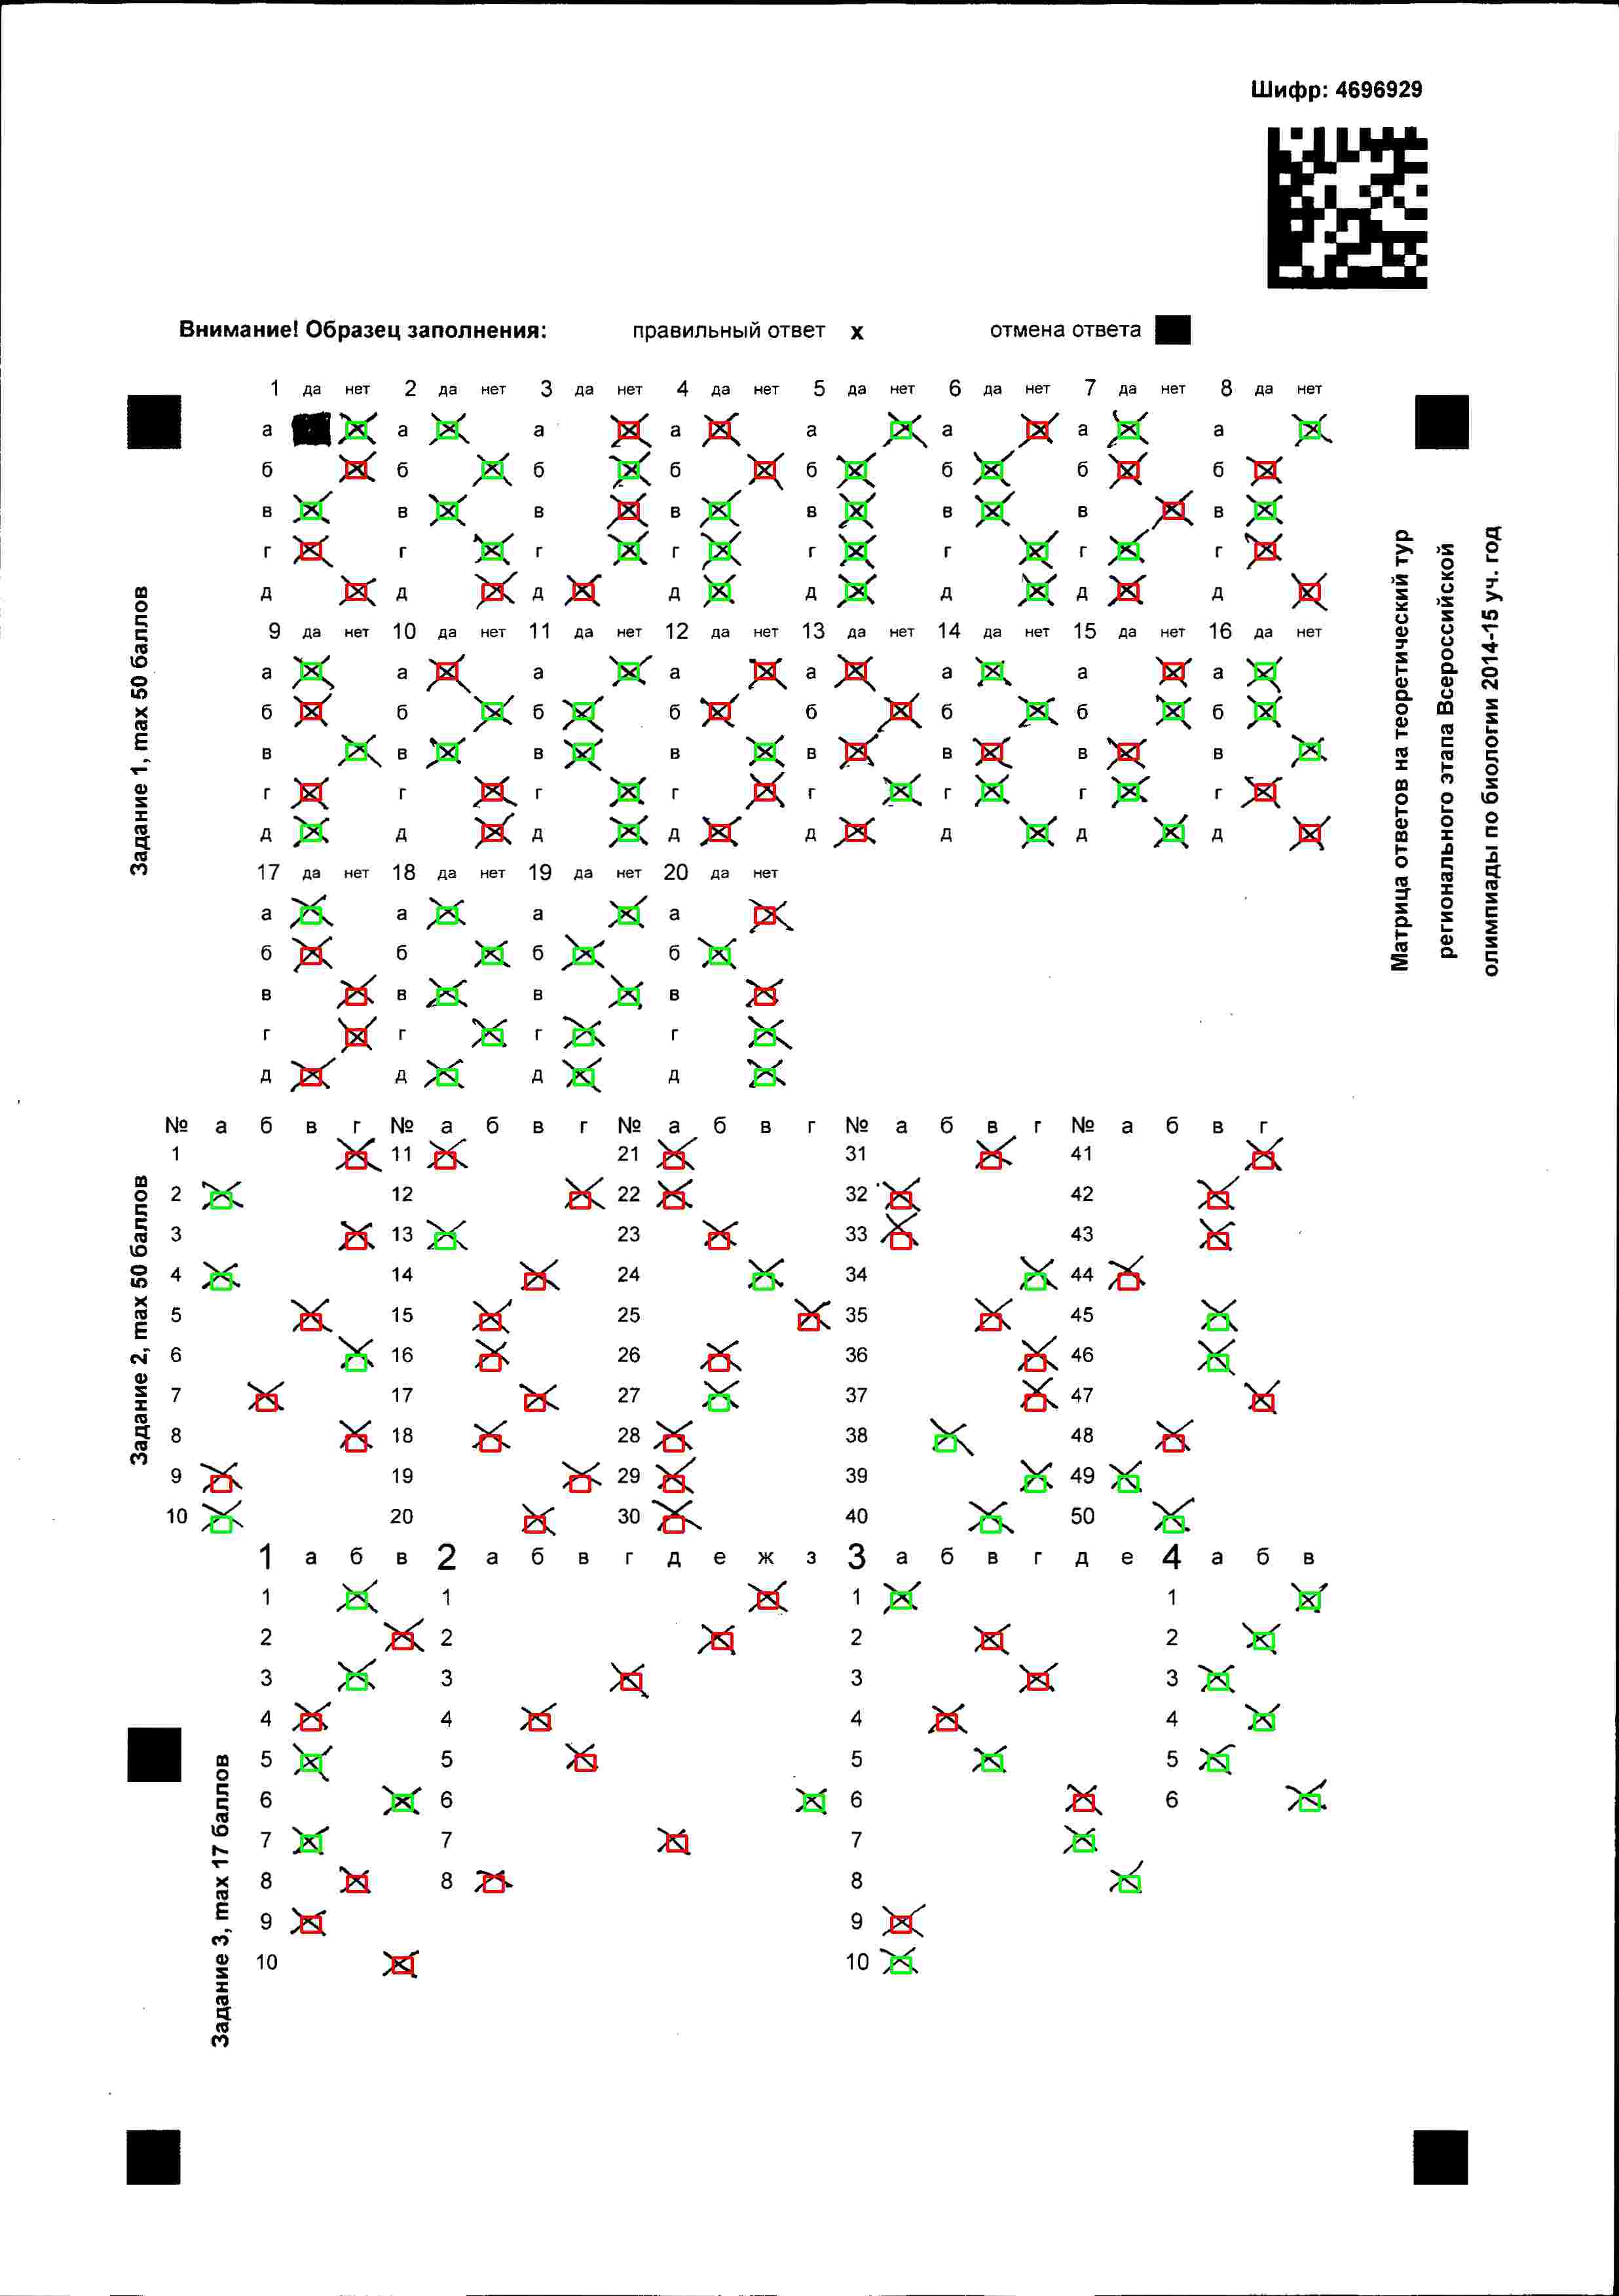 Шифр: 4696929
Внимание! Образец заполнения: правильный ответ х отмена ответа
1 да нет 2 да нет 3 да нет 4 да нет 5 да нет 6 да нет 7 да нет 8 да нет
а а а а а а а а
б б б б б б б б
в в в в в в в в
г г г г г г г г
д д д д д д д д
9 да нет 10 да нет 11 да нет 12 да нет 13 да нет 14 да нет 15 да нет 16 да нет
а а а а а а а а
б б б б б б б б
в в в в в в в в
г г г г г г г г
д д д д д д д д
17 да нет 18 да нет 19 да нет 20 да нет
а а а а
б б б б
в в в в
г г г г
д д д д
Задание 1, max 50 баллов
Матрица ответов на теоретический тур
регионального этапа Всероссийской
олимпиады по биологии 2014-15 уч. год
№ а б в г № а б в г № а б в г № а б в г № а б в г
1 11 21 31 41
2 12 22 32 42
3 13 23 33 43
4 14 24 34 44
5 15 25 35 45
6 16 26 36 46
7 17 27 37 47
8 18 28 38 48
9 19 29 39 49
10 20 30 40 50
Задание 2, max 50 баллов
1 а б в 2 а б в г д е ж з 3 а б в г д е 4 а б в
1 1 1 1
2 2 2 2
3 3 3 3
4 4 4 4
5 5 5 5
6 6 6 6
7 7 7
8 8 8
9 9
10 10
Задание 3, max 17 баллов